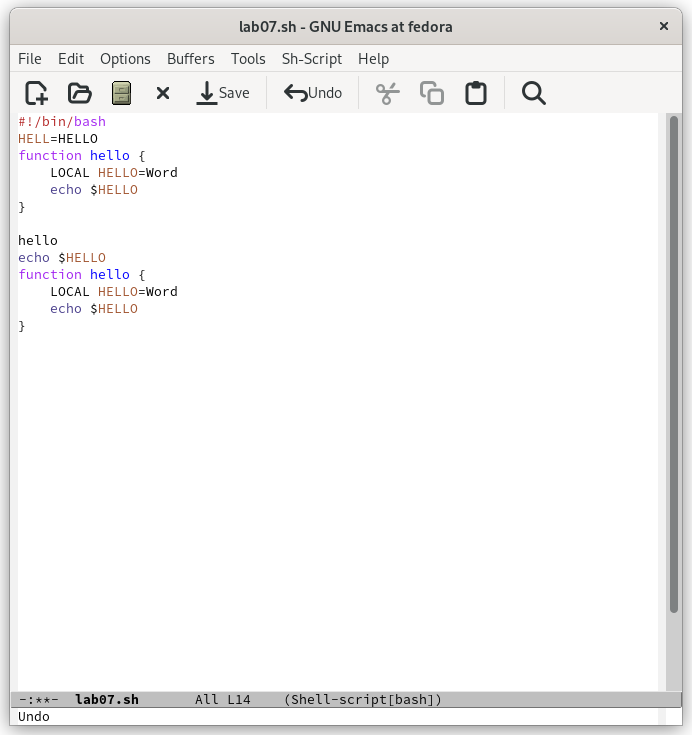 lab07.sh - GNU Emacs at fedora ×
File Edit Options Buffers Tools Sh-Script Help
Save Undo
#!/bin/bash
HELL=HELLO
function hello {
    LOCAL HELLO=Word
    echo $HELLO
}

hello
echo $HELLO
function hello {
    LOCAL HELLO=Word
    echo $HELLO
}
-:**-  lab07.sh       All L14    (Shell-script[bash])
Undo